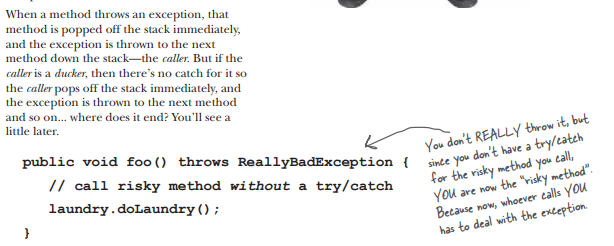 When a method throws an exception, that
method is popped off the stack immediately,
and the exception is thrown to the next
method down the stack—the caller. But if the
caller is a ducker, then there's no catch for it so
the caller pops off the stack immediately, and
the exception is thrown to the next method
and so on... where does it end? You'll see a
little later.
You don't REALLY throw it, but
since you don't have a try/catch
for the risky method you call,
YOU are now the "risky method".
Because now, whoever calls YOU
has to deal with the exception.
public void foo() throws ReallyBadException {
// call risky method without a try/catch
laundry.doLaundry();
}